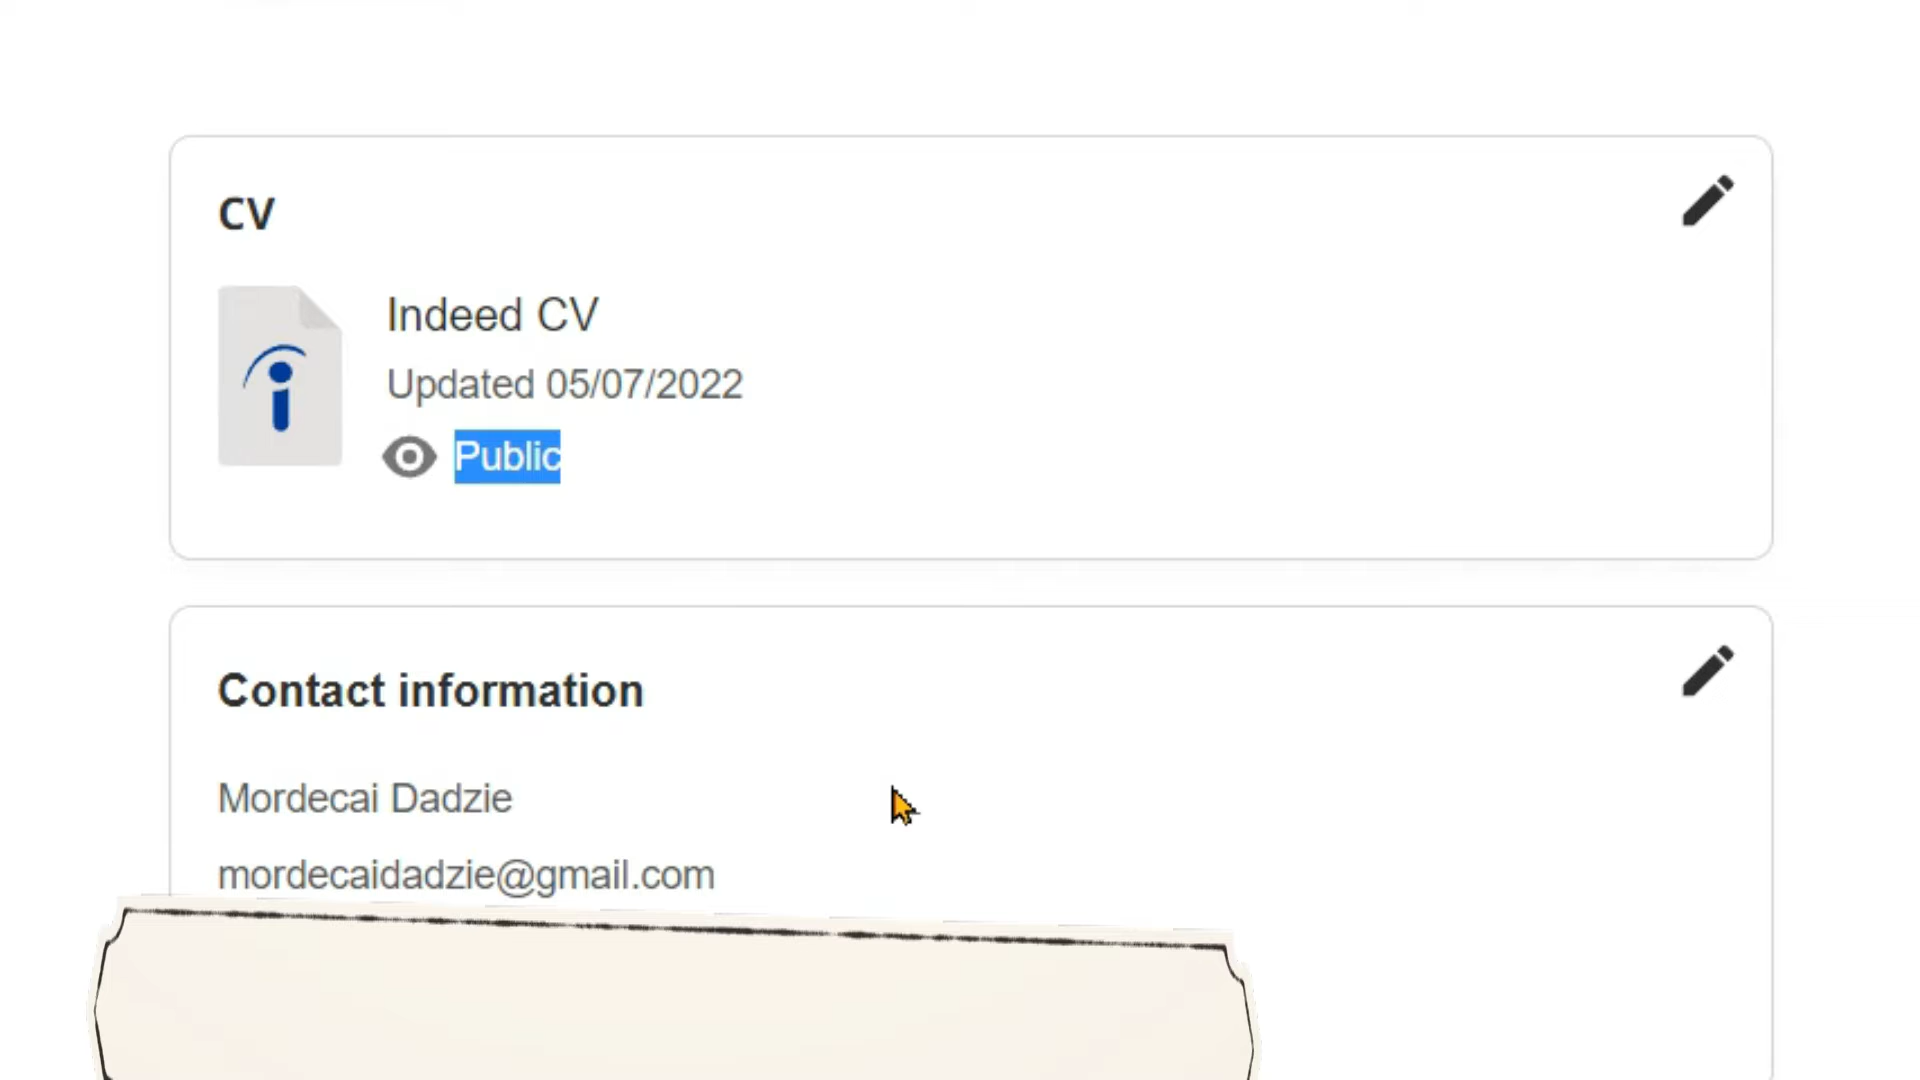 CV
Indeed CV
Updated 05/07/2022
Public
Contact information
Mordecai Dadzie
mordecaidadzie@gmail.com